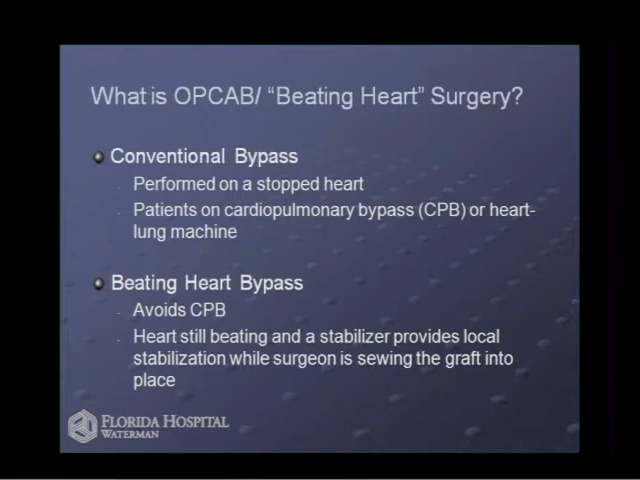 What is OPCAB/ “Beating Heart” Surgery?
Conventional Bypass
- Performed on a stopped heart
- Patients on cardiopulmonary bypass (CPB) or heart-
lung machine
Beating Heart Bypass
- Avoids CPB
- Heart still beating and a stabilizer provides local
stabilization while surgeon is sewing the graft into
place
FLORIDA HOSPITAL
WATERMAN